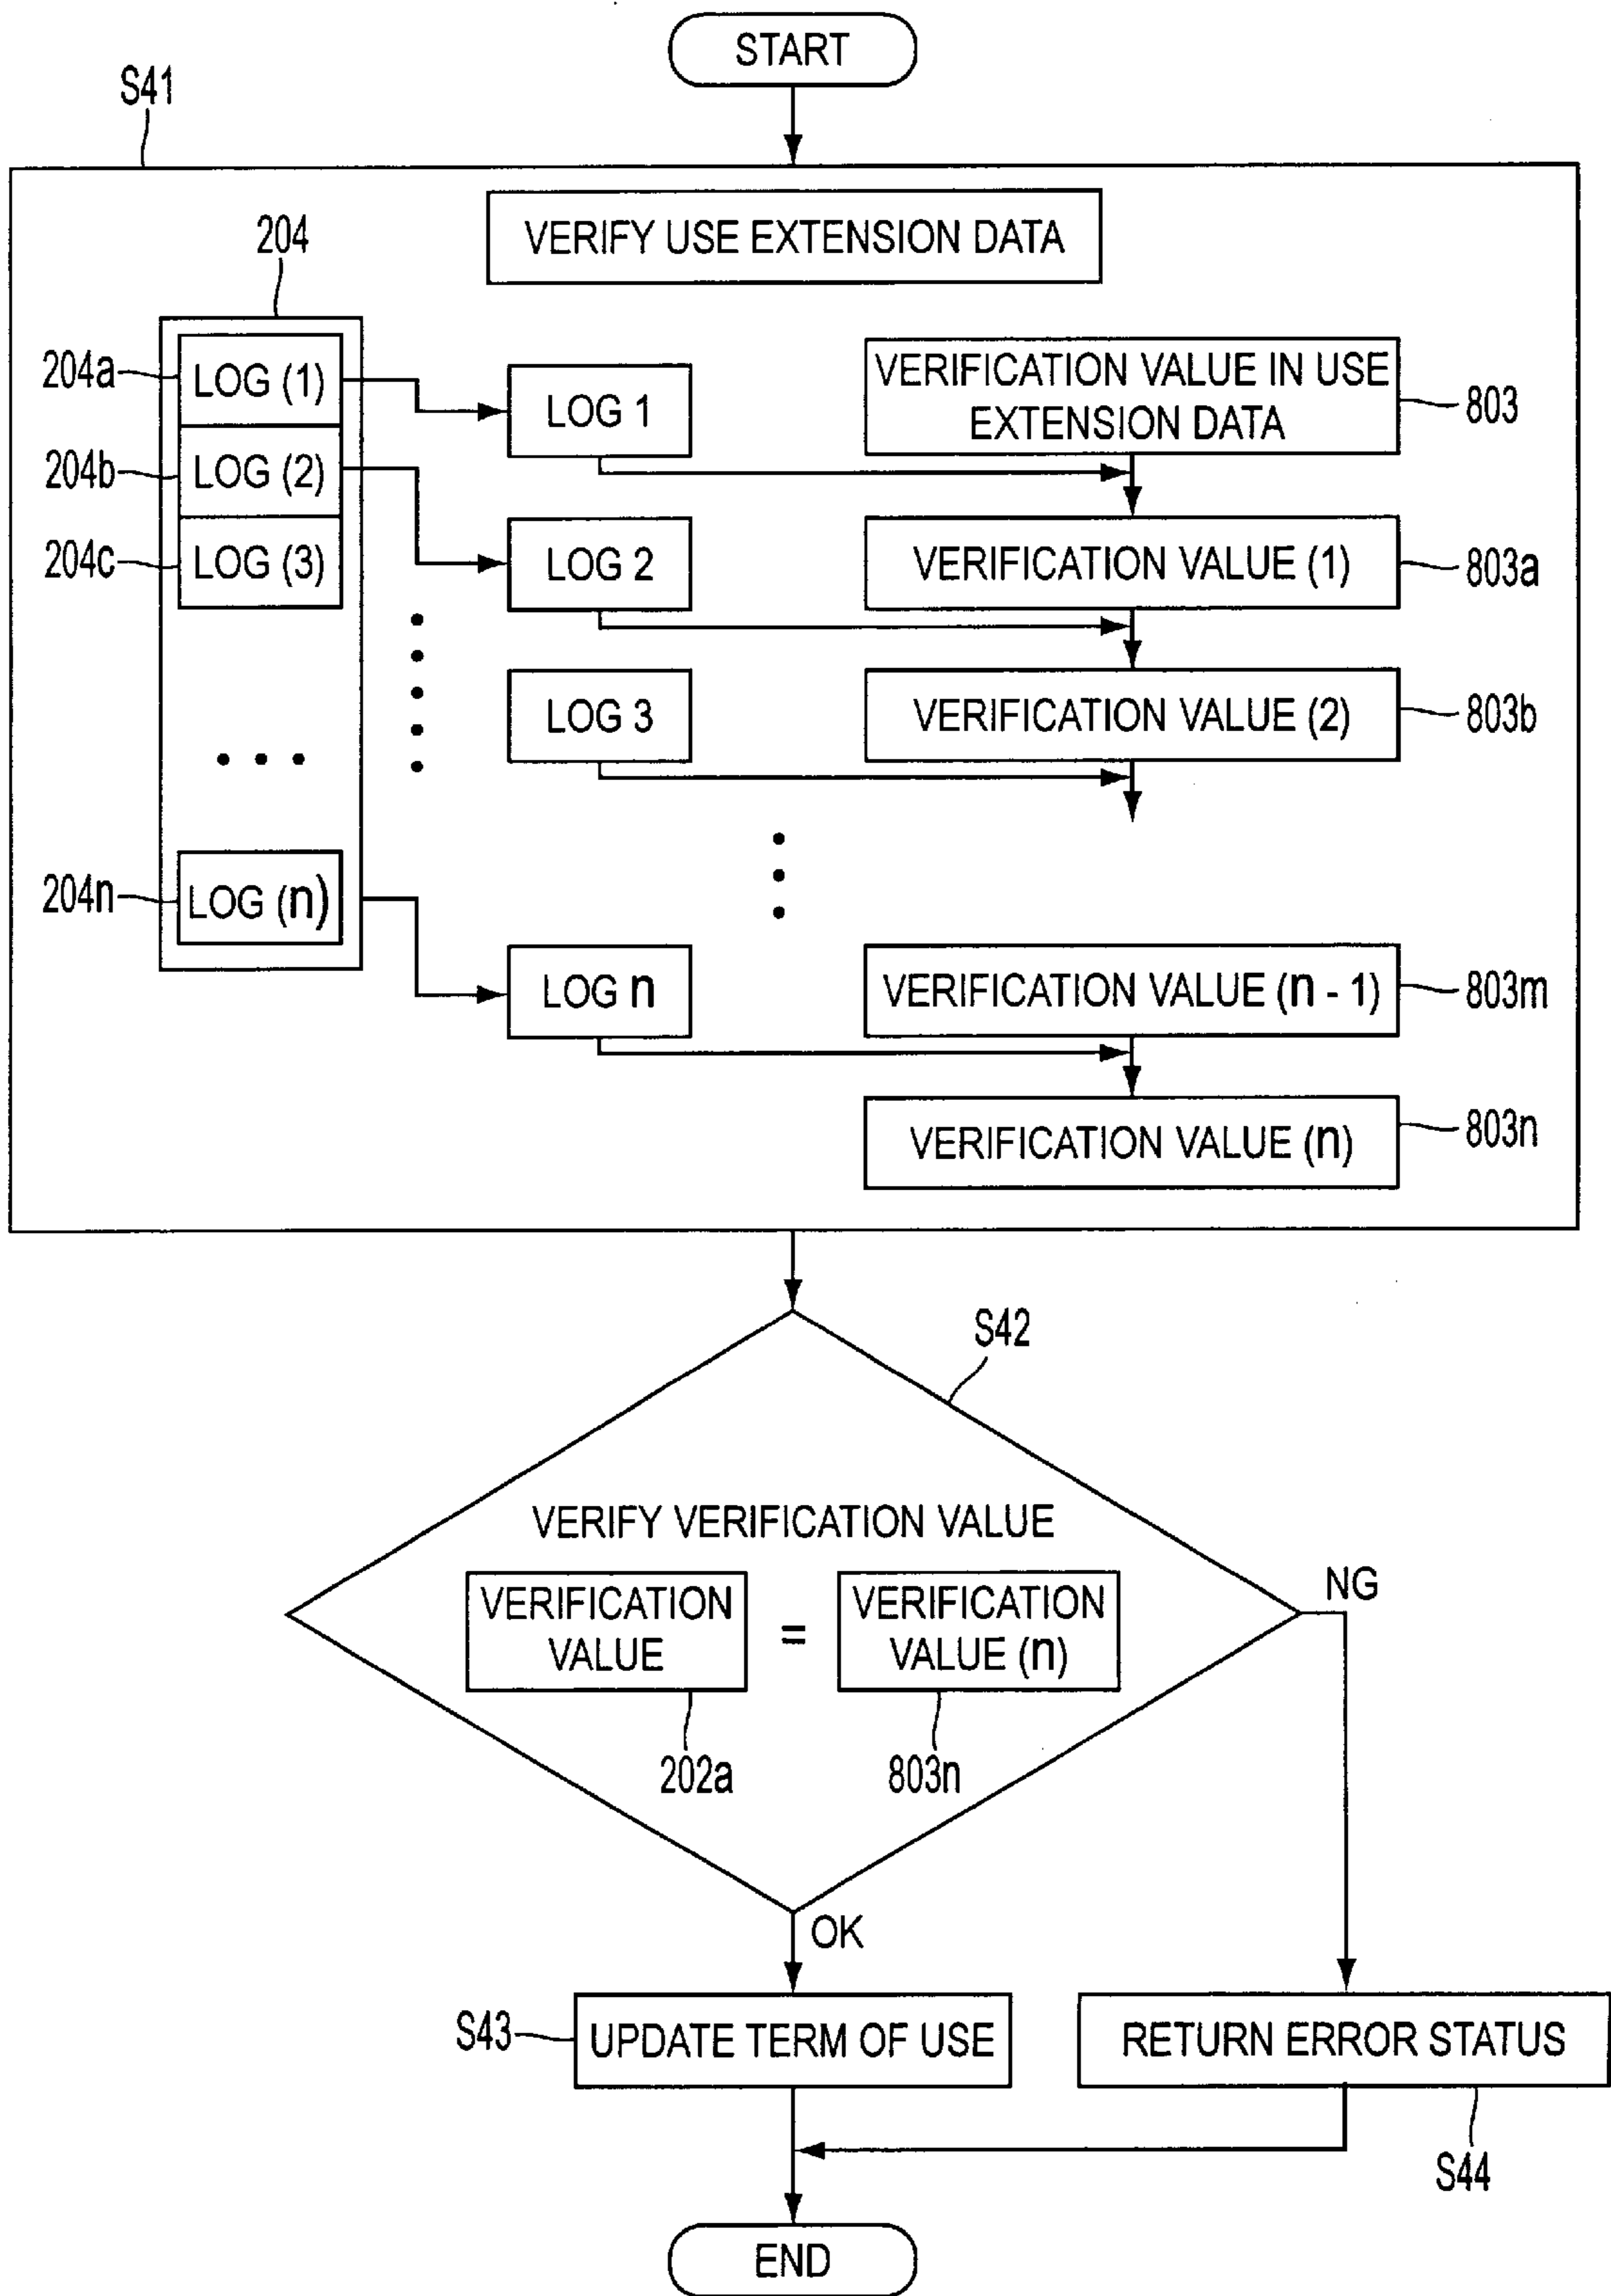 START
S41
VERIFY USE EXTENSION DATA
204
204a
LOG (1)
LOG 1
VERIFICATION VALUE IN USE
EXTENSION DATA
803
204b
LOG (2)
204c
LOG (3)
LOG 2
VERIFICATION VALUE (1)
803a
LOG 3
VERIFICATION VALUE (2)
803b
204n
LOG (n)
LOG n
VERIFICATION VALUE (n - 1)
803m
VERIFICATION VALUE (n)
803n
S42
VERIFY VERIFICATION VALUE
VERIFICATION
VALUE
=
VERIFICATION
VALUE (n)
202a
803n
NG
OK
S43
UPDATE TERM OF USE
RETURN ERROR STATUS
S44
END